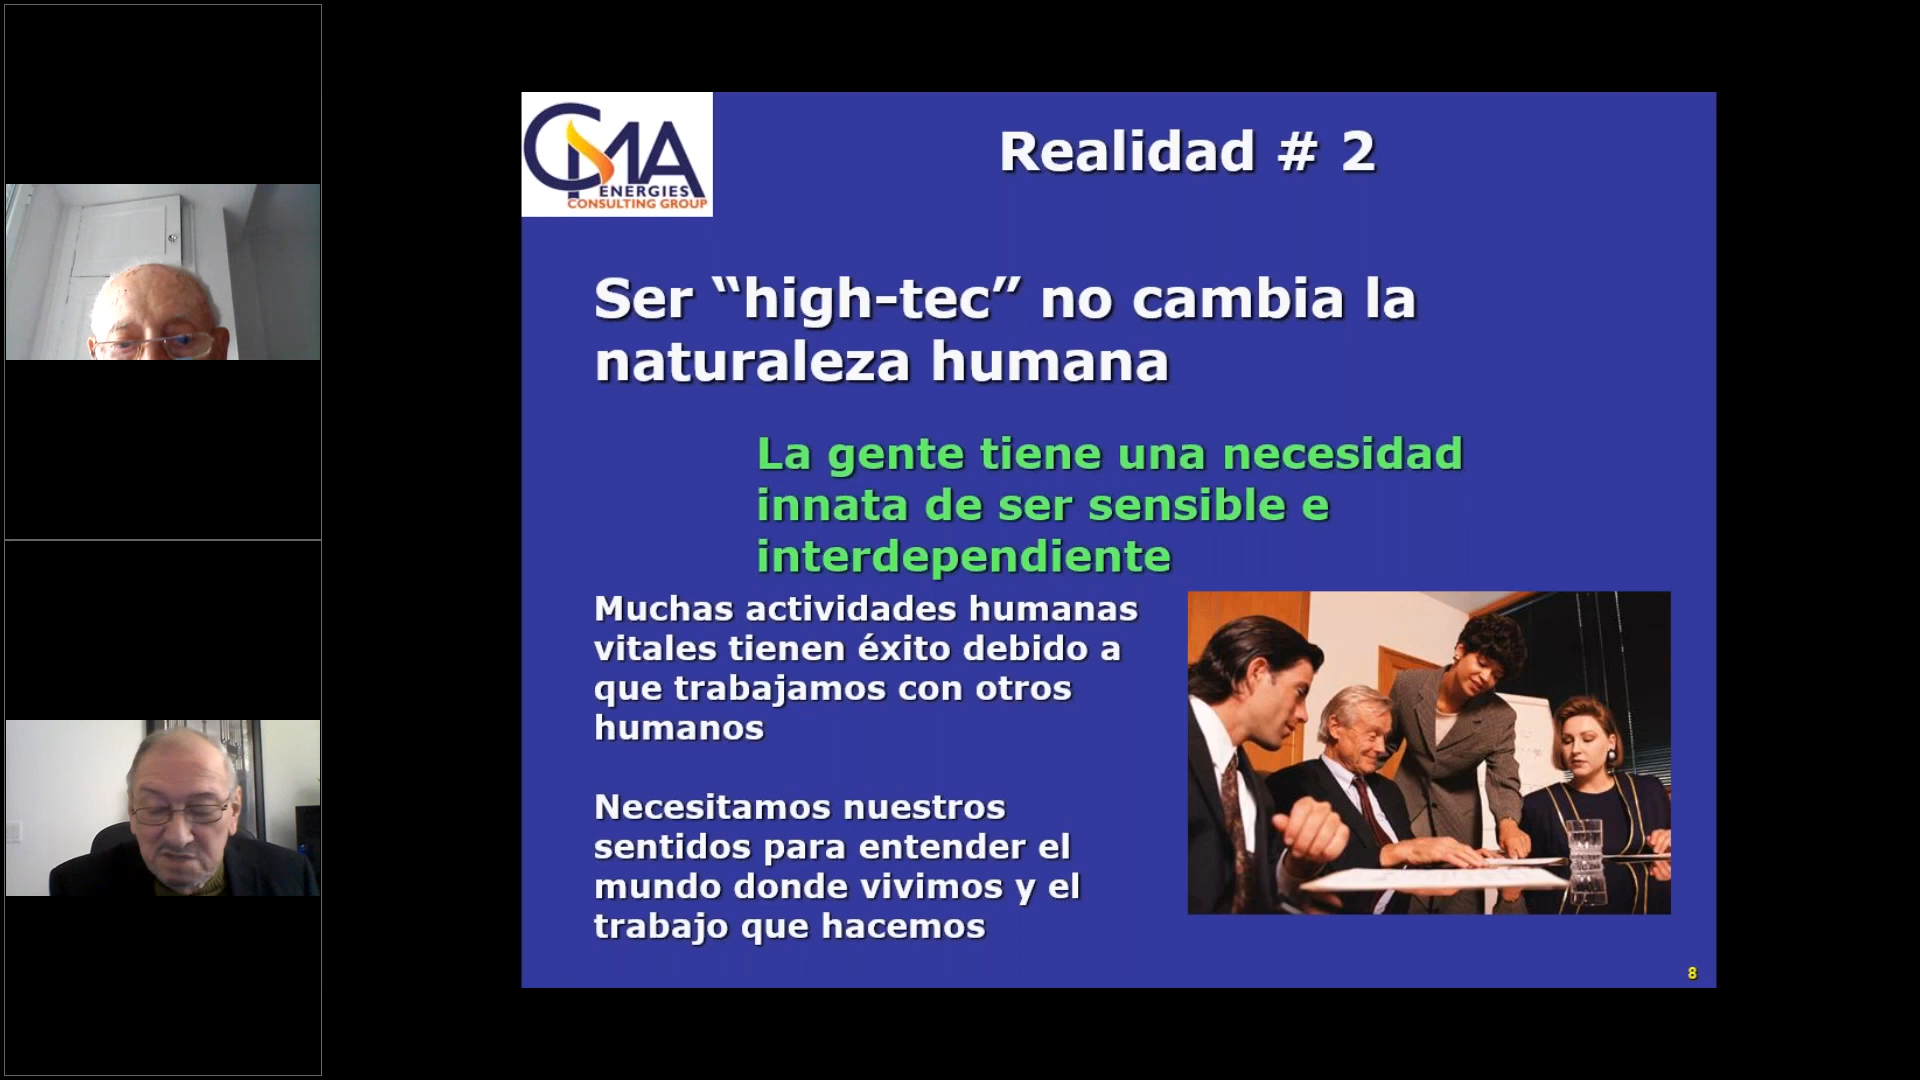 CMA
ENERGIES
CONSULTING GROUP
Realidad # 2
Ser “high-tec” no cambia la
naturaleza humana
La gente tiene una necesidad
innata de ser sensible e
interdependiente
Muchas actividades humanas
vitales tienen éxito debido a
que trabajamos con otros
humanos
Necesitamos nuestros
sentidos para entender el
mundo donde vivimos y el
trabajo que hacemos
8